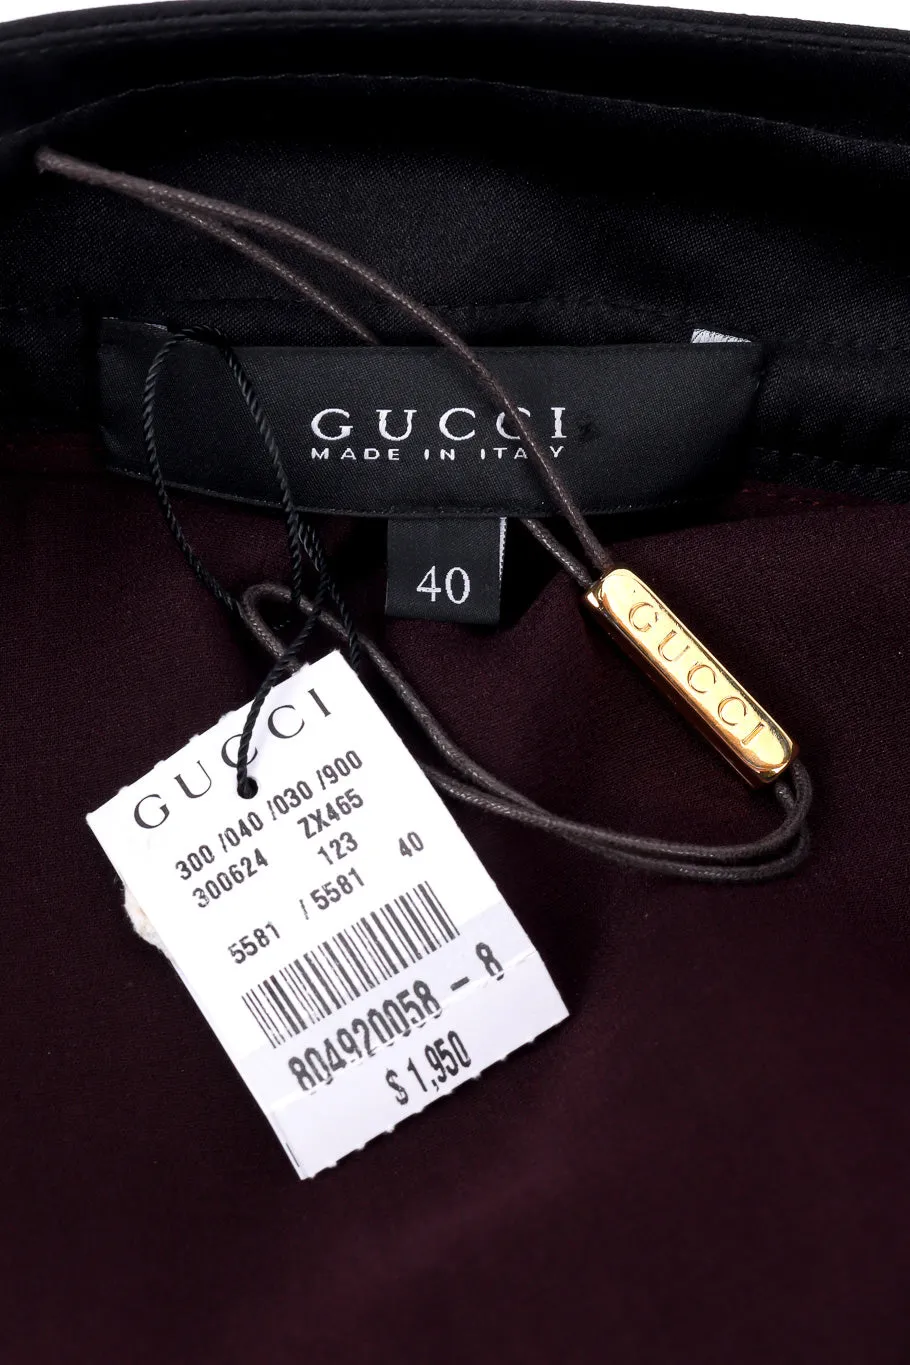 GUCCI
MADE IN ITALY
40
GUCCI
GUCCI
300 /040 /030 /900
300624 ZX465
123
5581 / 5581 40
804920058 - 8
$1,950